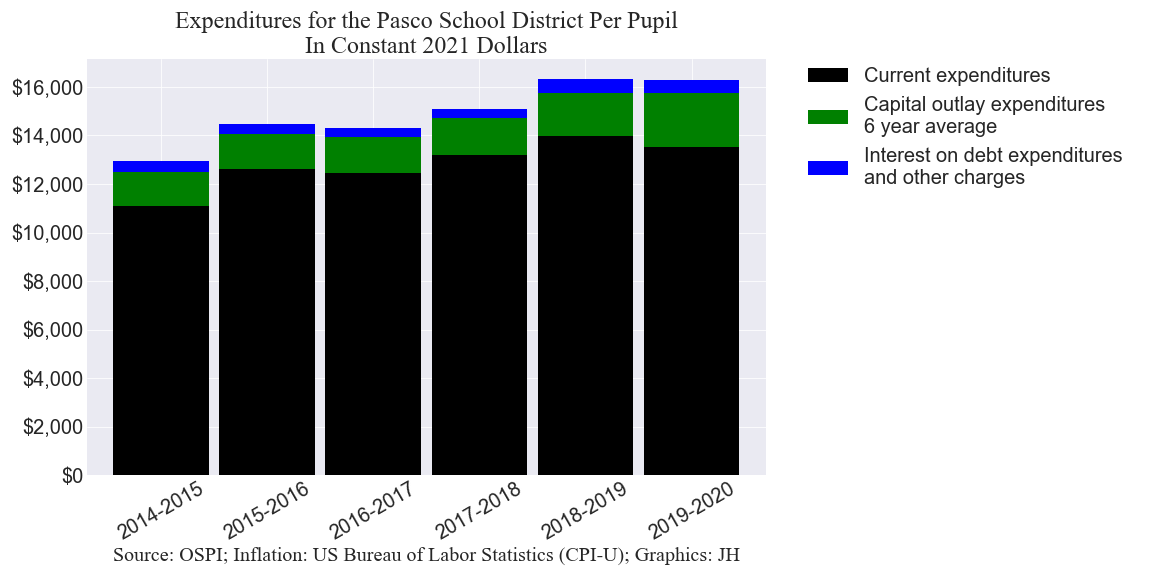 Expenditures for the Pasco School District Per Pupil
In Constant 2021 Dollars
$16,000
$14,000
$12,000
$10,000
$8,000
$6,000
$4,000
$2,000
$0
2014-2015
2015-2016
2016-2017
2017-2018
2018-2019
2019-2020
Current expenditures
Capital outlay expenditures
6 year average
Interest on debt expenditures
and other charges
Source: OSPI; Inflation: US Bureau of Labor Statistics (CPI-U); Graphics: JH